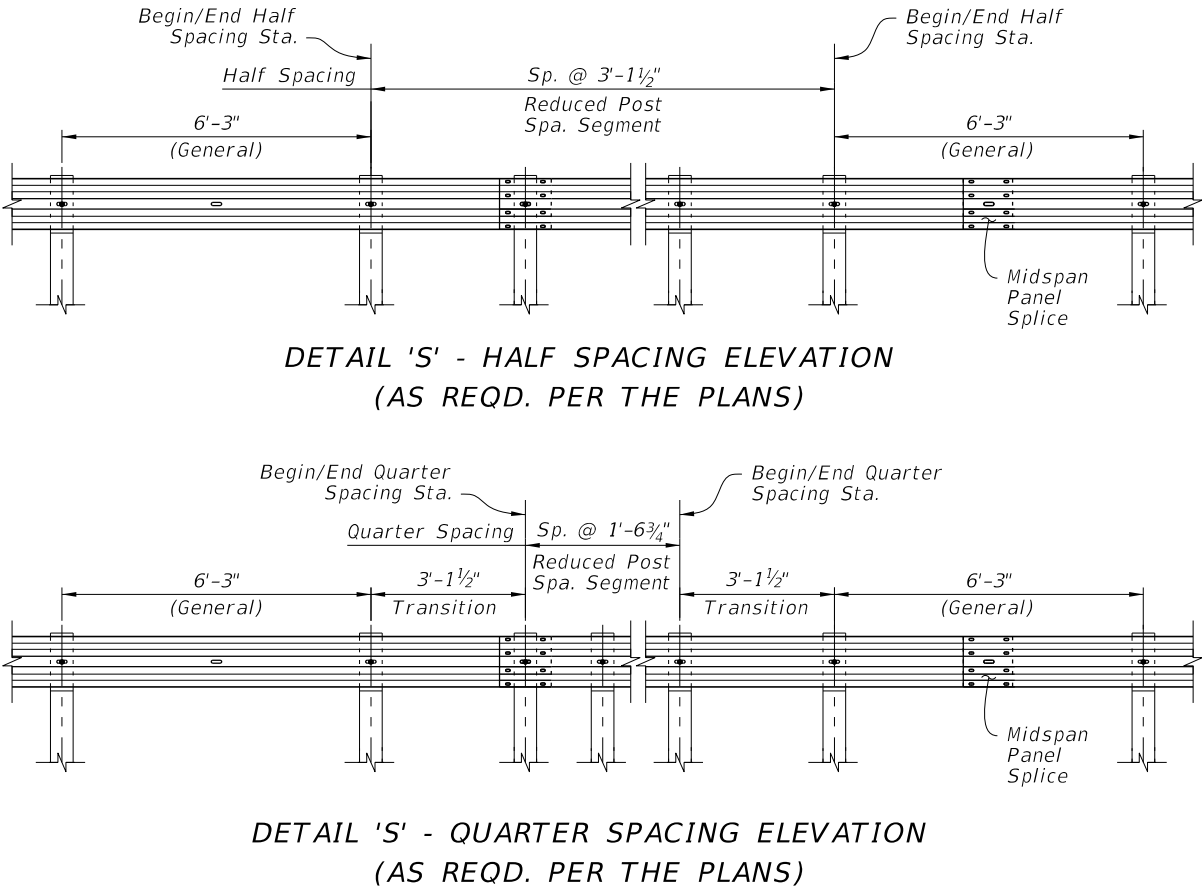 Begin/End Half
Spacing Sta.
Begin/End Half
Spacing Sta.
Half Spacing
Sp. @ 3'-1½"
Reduced Post
Spa. Segment
6'-3"
(General)
6'-3"
(General)
Midspan
Panel
Splice
DETAIL 'S' - HALF SPACING ELEVATION
(AS REQD. PER THE PLANS)
Begin/End Quarter
Spacing Sta.
Begin/End Quarter
Spacing Sta.
Quarter Spacing
Sp. @ 1'-6¾"
Reduced Post
Spa. Segment
6'-3"
(General)
3'-1½"
Transition
3'-1½"
Transition
6'-3"
(General)
Midspan
Panel
Splice
DETAIL 'S' - QUARTER SPACING ELEVATION
(AS REQD. PER THE PLANS)